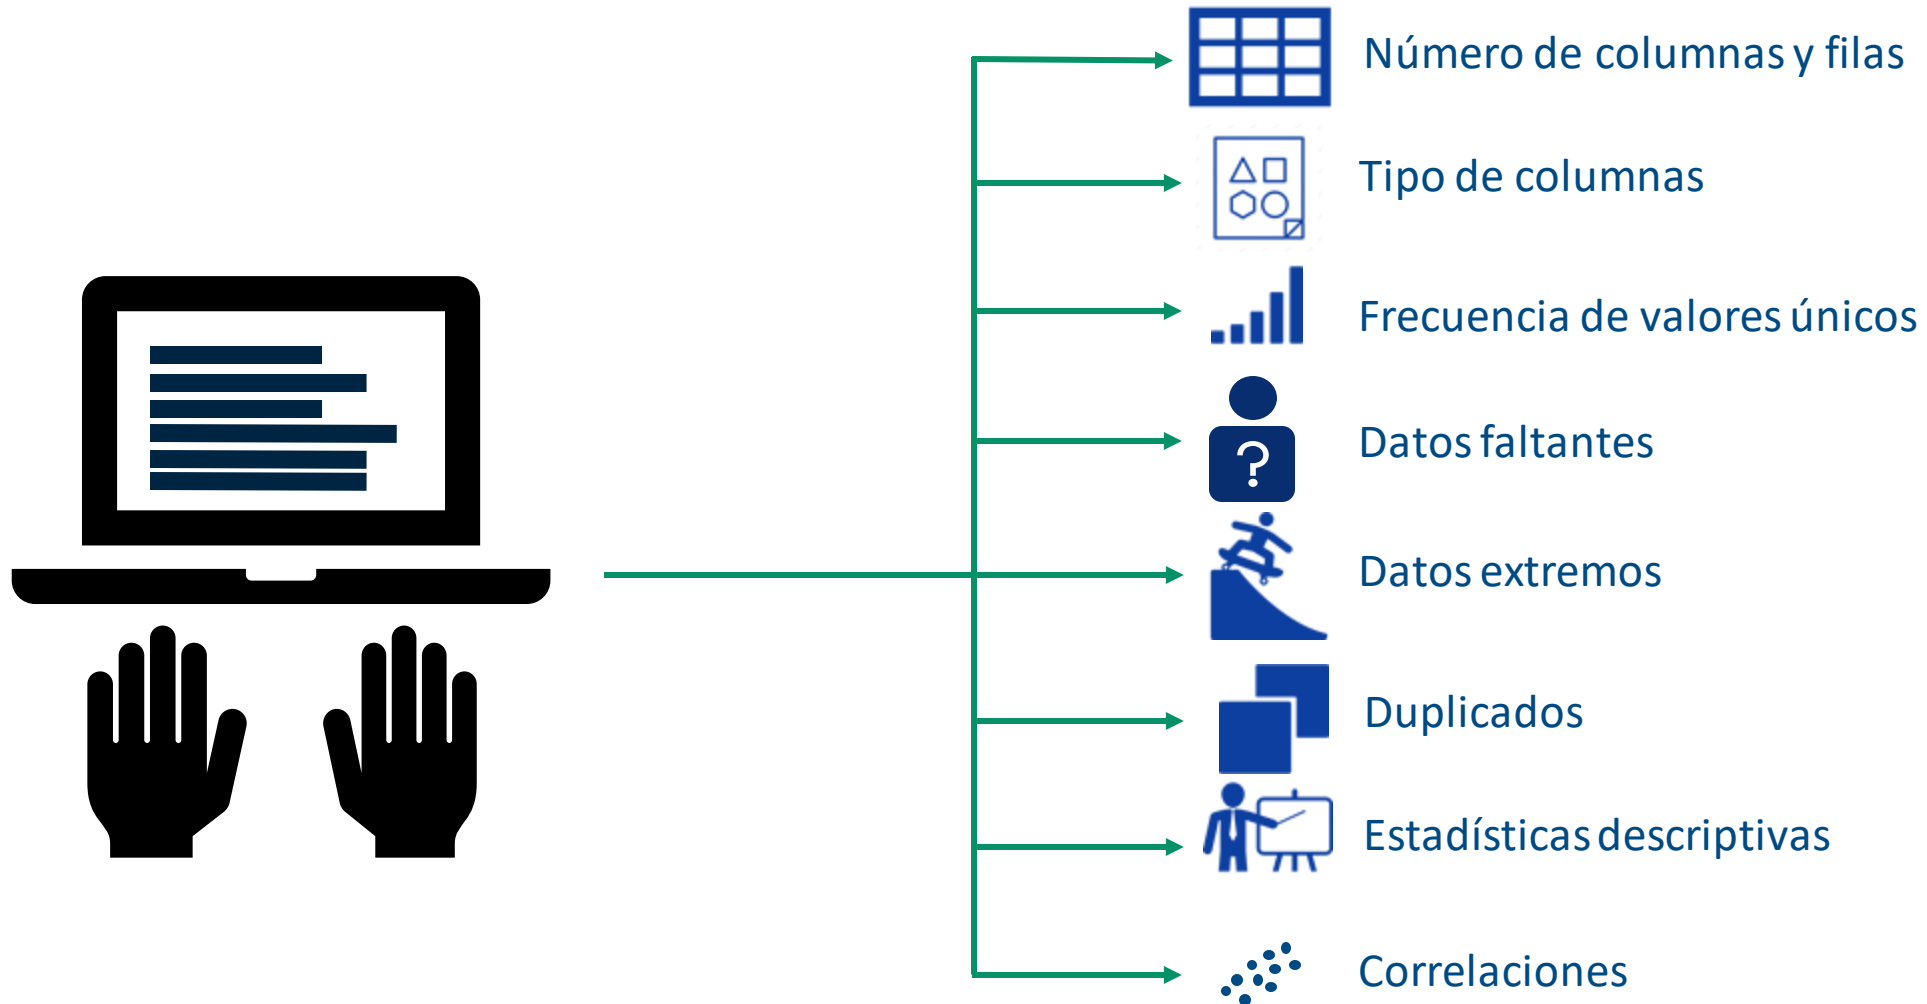 Número de columnas y filas
Tipo de columnas
Frecuencia de valores únicos
?
Datos faltantes
Datos extremos
Duplicados
Estadísticas descriptivas
Correlaciones